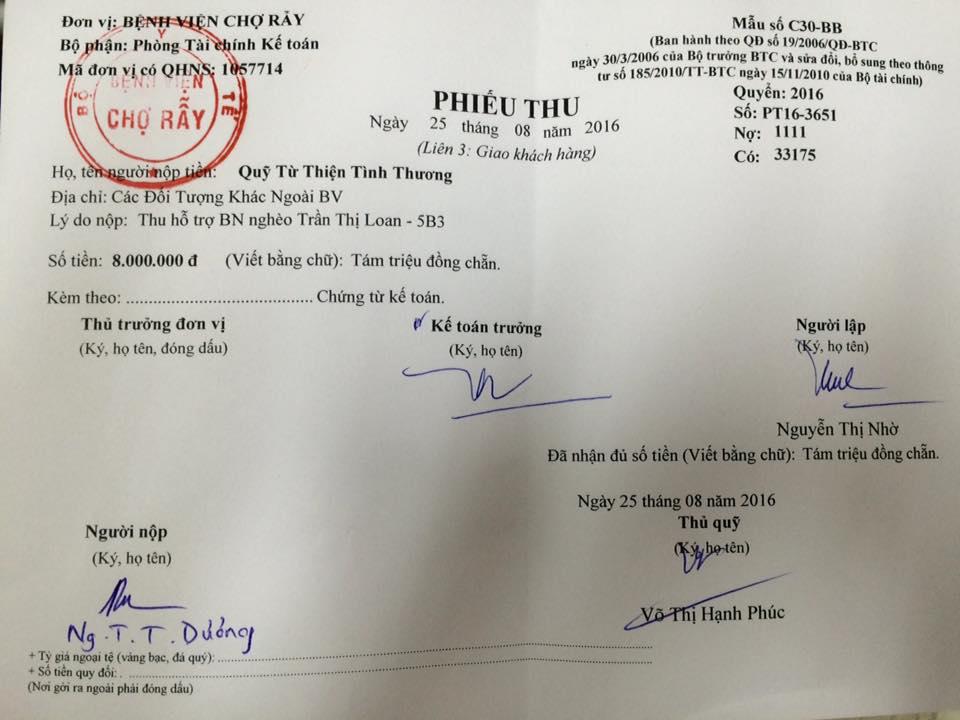 Đơn vị: BỆNH VIỆN CHỢ RẪY
Bộ phận: Phòng Tài chính Kế toán
Mã đơn vị có QHNS: 1057714
BỘ Y TẾ
BỆNH VIỆN
CHỢ RẪY
Mẫu số C30-BB
(Ban hành theo QĐ số 19/2006/QĐ-BTC
ngày 30/3/2006 của Bộ trưởng BTC và sửa đổi, bổ sung theo thông
tư số 185/2010/TT-BTC ngày 15/11/2010 của Bộ tài chính)
Quyển: 2016
Số: PT16-3651
Nợ: 1111
Có: 33175
PHIẾU THU
Ngày 25 tháng 08 năm 2016
(Liên 3: Giao khách hàng)
Họ, tên người nộp tiền: Quỹ Từ Thiện Tình Thương
Địa chỉ: Các Đối Tượng Khác Ngoài BV
Lý do nộp: Thu hỗ trợ BN nghèo Trần Thị Loan - 5B3
Số tiền: 8.000.000 đ (Viết bằng chữ): Tám triệu đồng chẵn.
Kèm theo: ..................................... Chứng từ kế toán.
Thủ trưởng đơn vị Kế toán trưởng Người lập
(Ký, họ tên, đóng dấu) (Ký, họ tên) (Ký, họ tên)
Nguyễn Thị Nhờ
Đã nhận đủ số tiền (Viết bằng chữ): Tám triệu đồng chẵn.
Ngày 25 tháng 08 năm 2016
Người nộp Thủ quỹ
(Ký, họ tên) (Ký, họ tên)
Võ Thị Hạnh Phúc
Ng.T.T. Dưỡng
+ Tỷ giá ngoại tệ (vàng bạc, đá quý):
+ Số tiền quy đổi:
(Nơi gởi ra ngoài phải đóng dấu)